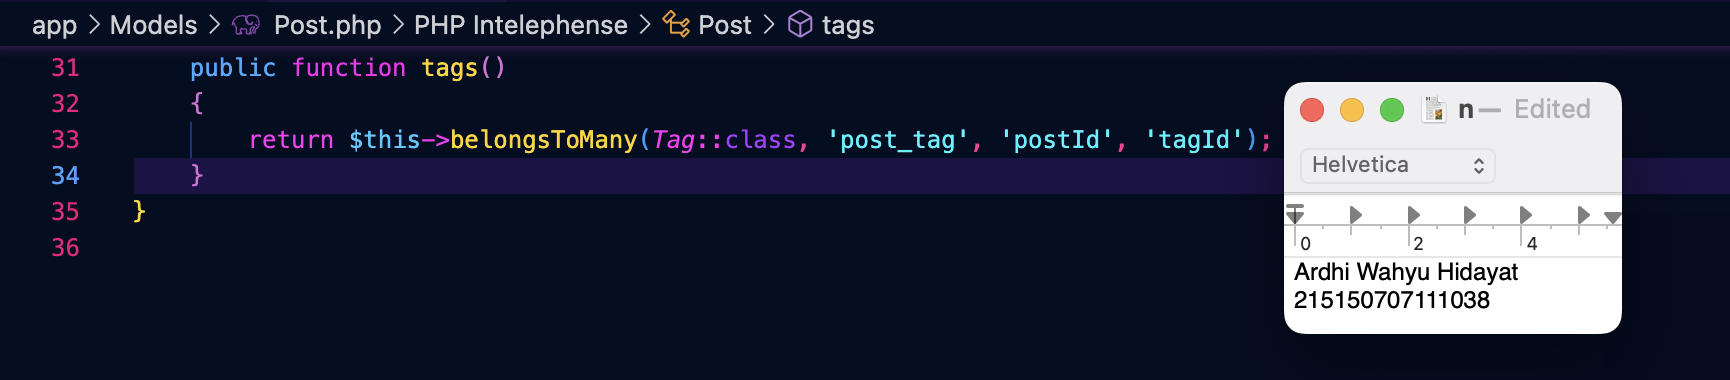 app > Models > Post.php > PHP Intelephense > Post > tags
31 public function tags()
32 {
33 return $this->belongsToMany(Tag::class, 'post_tag', 'postId', 'tagId');
34 }
35 }
36
n — Edited
Helvetica
0 2 4
Ardhi Wahyu Hidayat
215150707111038